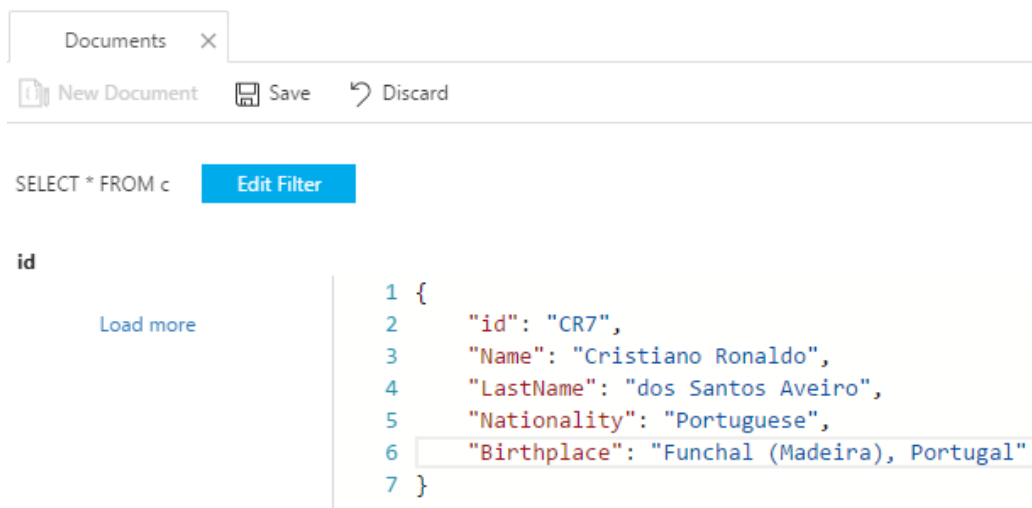 Documents
New Document Save Discard
SELECT * FROM c Edit Filter
id
Load more
1 {
2 "id": "CR7",
3 "Name": "Cristiano Ronaldo",
4 "LastName": "dos Santos Aveiro",
5 "Nationality": "Portuguese",
6 "Birthplace": "Funchal (Madeira), Portugal"
7 }